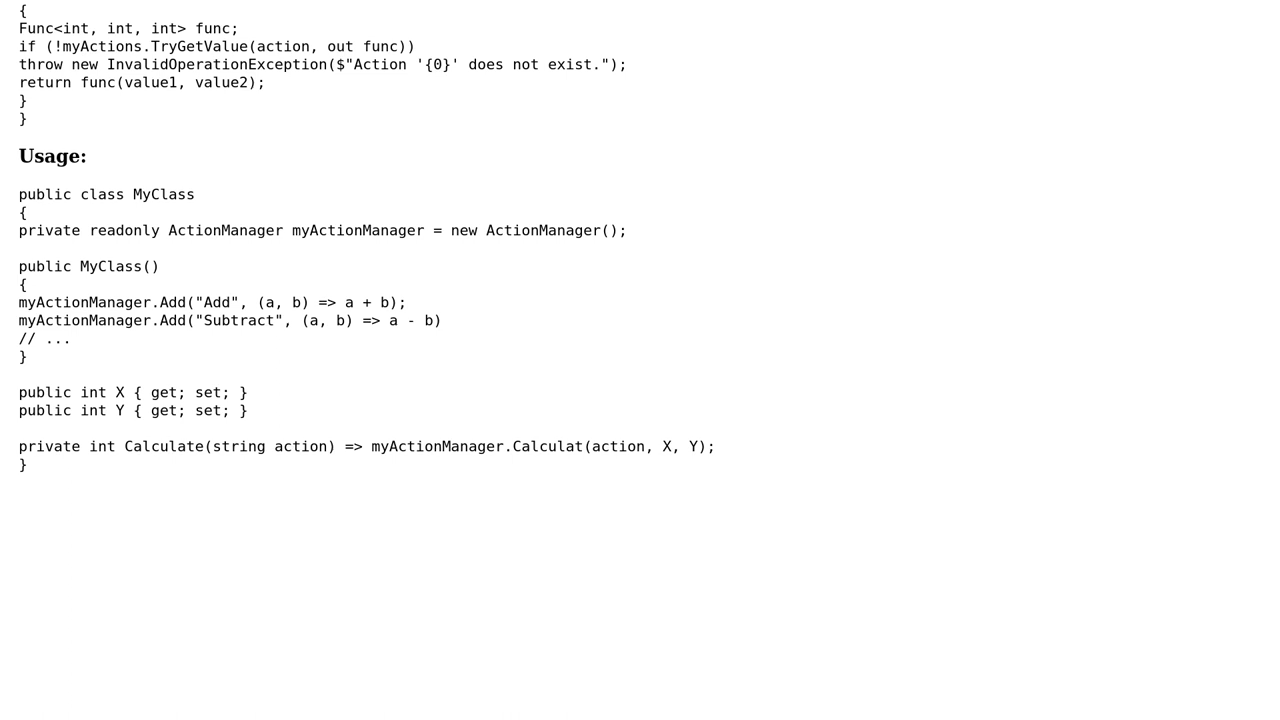 {
Func<int, int, int> func;
if (!myActions.TryGetValue(action, out func))
throw new InvalidOperationException($"Action '{0}' does not exist.");
return func(value1, value2);
}
}
Usage:
public class MyClass
{
private readonly ActionManager myActionManager = new ActionManager();
public MyClass()
{
myActionManager.Add("Add", (a, b) => a + b);
myActionManager.Add("Subtract", (a, b) => a - b)
// ...
}
public int X { get; set; }
public int Y { get; set; }
private int Calculate(string action) => myActionManager.Calculat(action, X, Y);
}